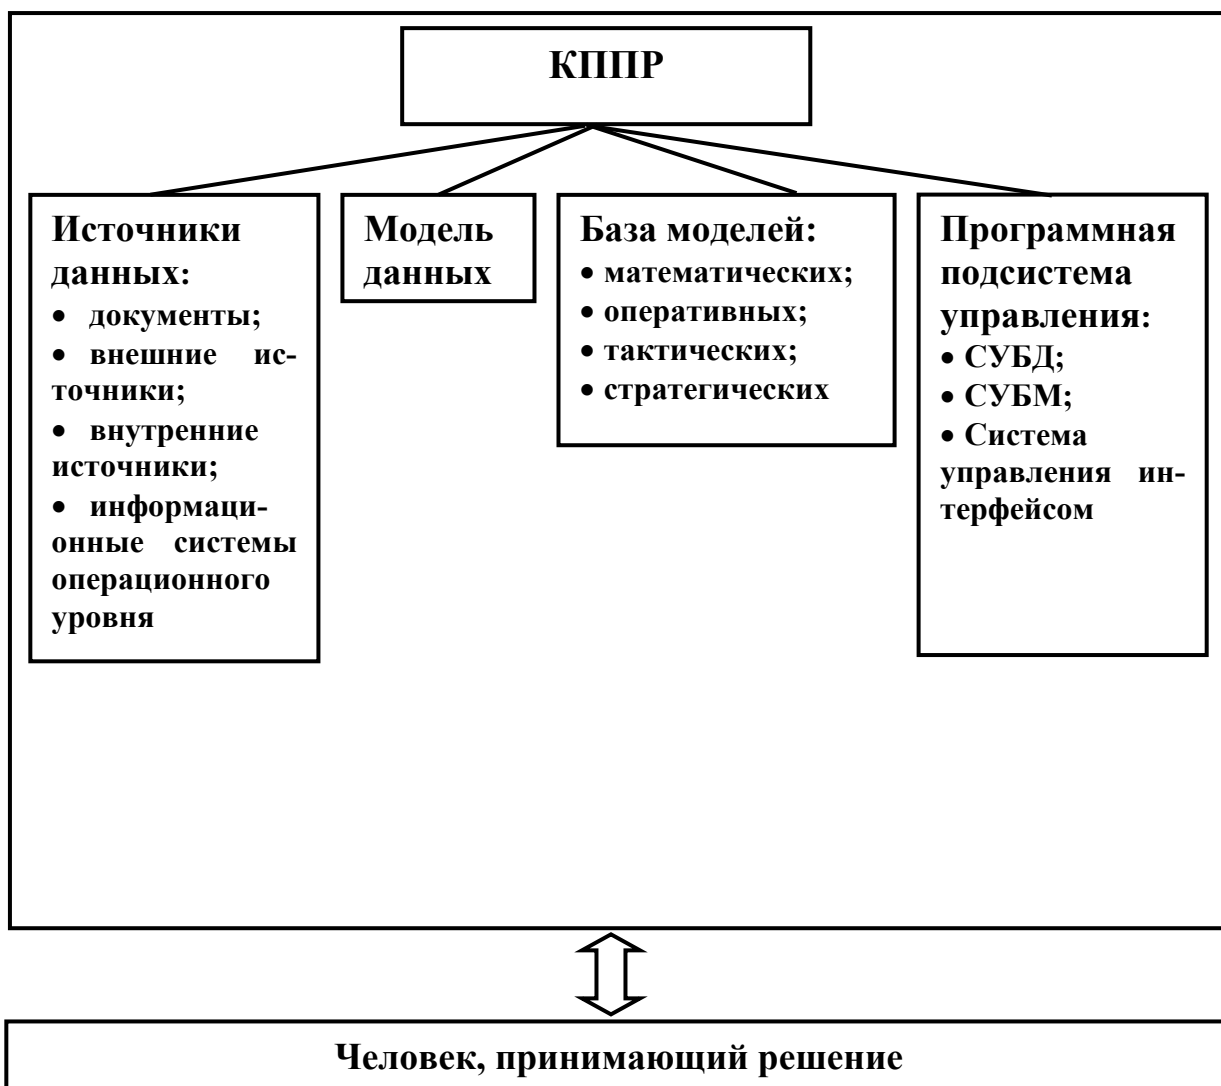 КППР
Источники
данных:
• документы;
• внешние ис-
точники;
• внутренние
источники;
• информаци-
онные системы
операционного
уровня
Модель
данных
База моделей:
• математических;
• оперативных;
• тактических;
• стратегических
Программная
подсистема
управления:
• СУБД;
• СУБМ;
• Система
управления ин-
терфейсом
Человек, принимающий решение